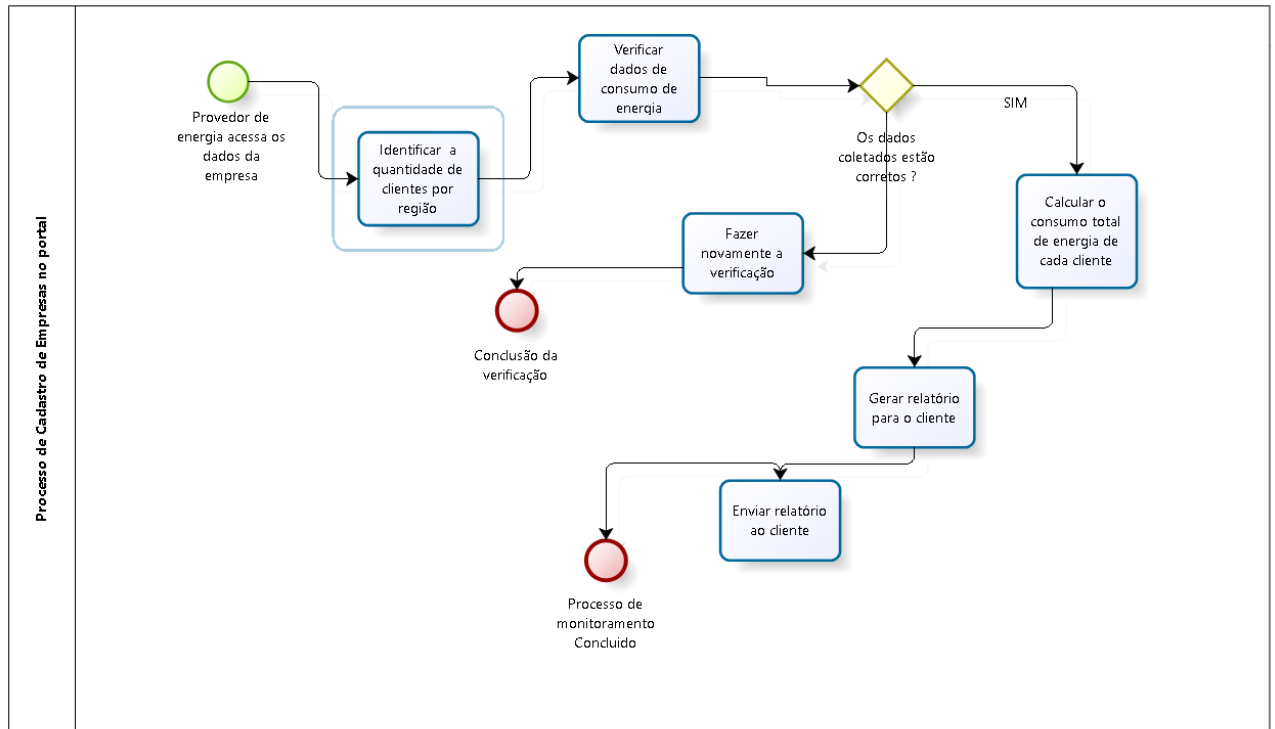 Processo de Cadastro de Empresas no portal
Provedor de
energia acessa os
dados da
empresa
Identificar a
quantidade de
clientes por
região
Verificar
dados de
consumo de
energia
Os dados
coletados estão
corretos ?
SIM
Fazer
novamente a
verificação
Conclusão da
verificação
Calcular o
consumo total
de energia de
cada cliente
Gerar relatório
para o cliente
Enviar relatório
ao cliente
Processo de
monitoramento
Concluido